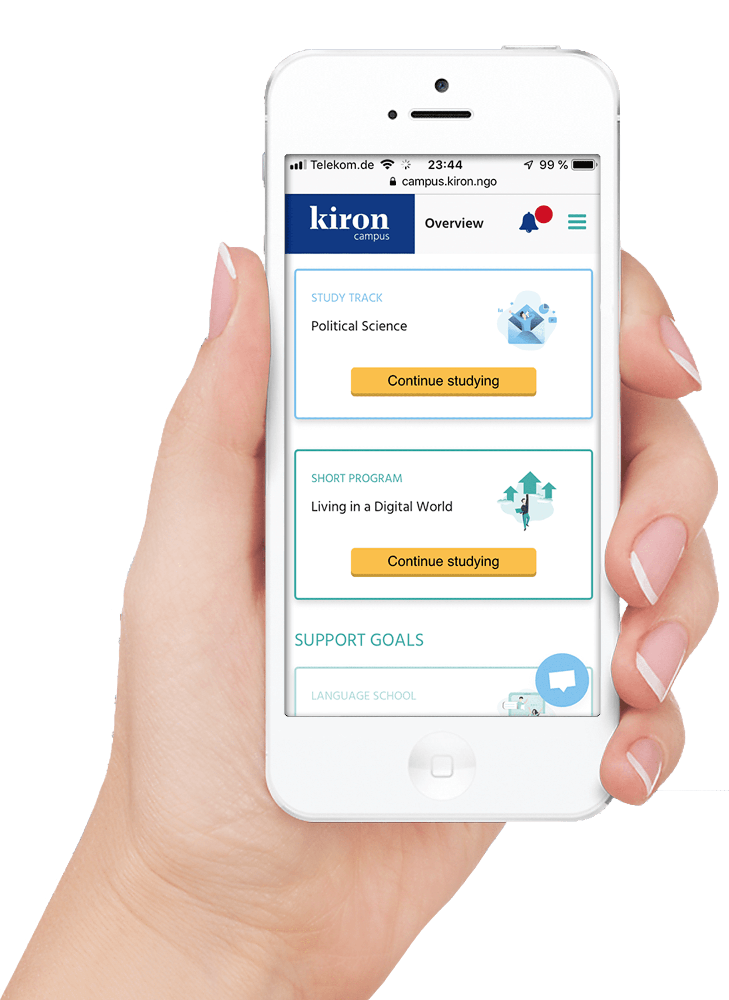 Telekom.de 23:44 99 %
campus.kiron.ngo
kiron
campus
Overview
STUDY TRACK
Political Science
Continue studying
SHORT PROGRAM
Living in a Digital World
Continue studying
SUPPORT GOALS
LANGUAGE SCHOOL